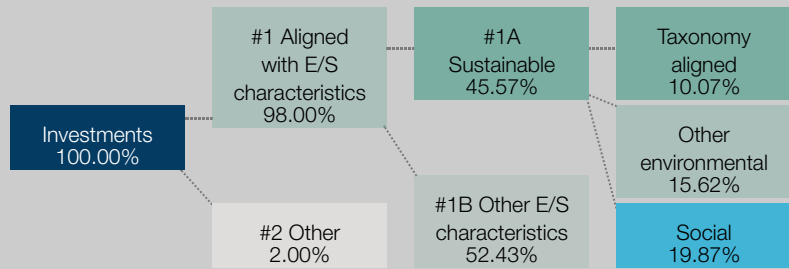 Investments
100.00%
#1 Aligned
with E/S
characteristics
98.00%
#2 Other
2.00%
#1A
Sustainable
45.57%
#1B Other E/S
characteristics
52.43%
Taxonomy
aligned
10.07%
Other
environmental
15.62%
Social
19.87%